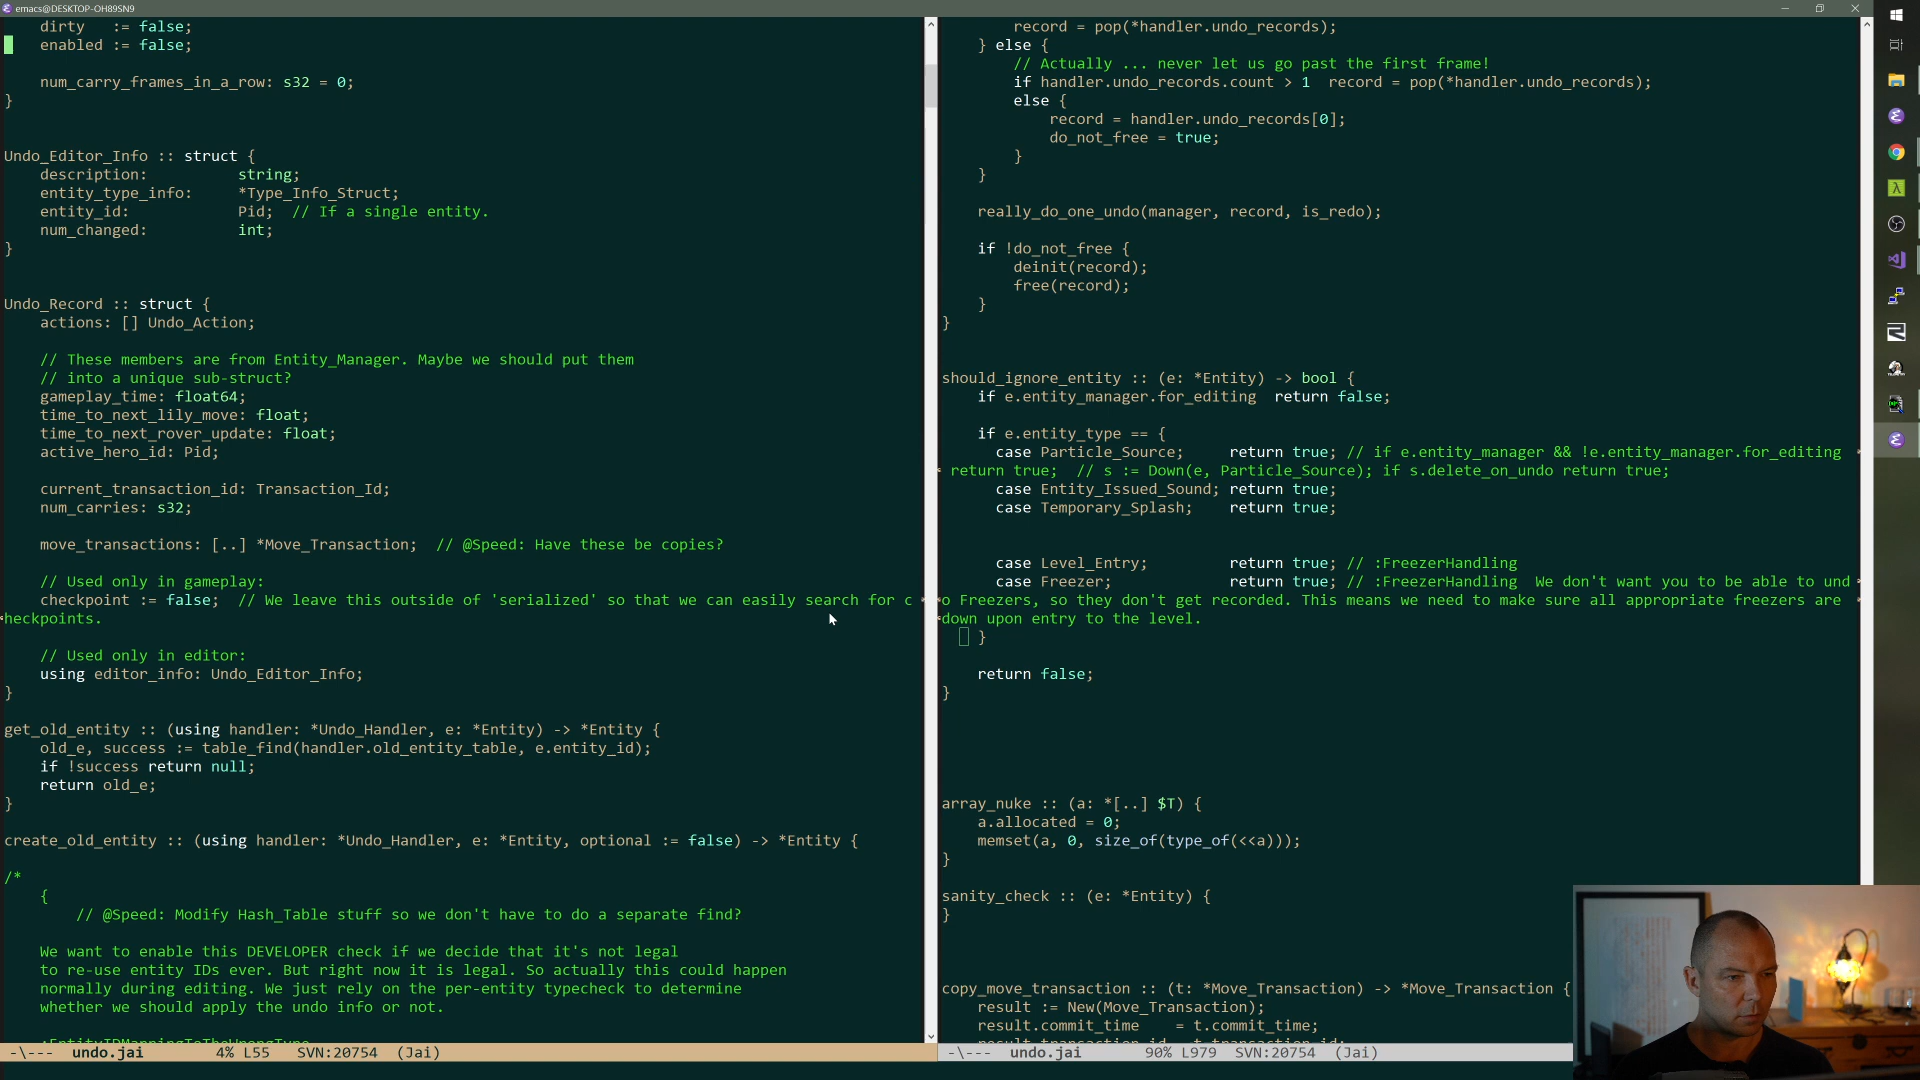 emacs@DESKTOP-OH89SN9
    dirty   := false;
    enabled := false;
    num_carry_frames_in_a_row: s32 = 0;
}
Undo_Editor_Info :: struct {
    description:          string;
    entity_type_info:     *Type_Info_Struct;
    entity_id:            Pid;  // If a single entity.
    num_changed:          int;
}
Undo_Record :: struct {
    actions: [] Undo_Action;
    // These members are from Entity_Manager. Maybe we should put them
    // into a unique sub-struct?
    gameplay_time: float64;
    time_to_next_lily_move: float;
    time_to_next_rover_update: float;
    active_hero_id: Pid;
    current_transaction_id: Transaction_Id;
    num_carries: s32;
    move_transactions: [..] *Move_Transaction;  // @Speed: Have these be copies?
    // Used only in gameplay:
    checkpoint := false;  // We leave this outside of 'serialized' so that we can easily search for c
heckpoints.
    // Used only in editor:
    using editor_info: Undo_Editor_Info;
}
get_old_entity :: (using handler: *Undo_Handler, e: *Entity) -> *Entity {
    old_e, success := table_find(handler.old_entity_table, e.entity_id);
    if !success return null;
    return old_e;
}
create_old_entity :: (using handler: *Undo_Handler, e: *Entity, optional := false) -> *Entity {
/*
    {
        // @Speed: Modify Hash_Table stuff so we don't have to do a separate find?
    We want to enable this DEVELOPER check if we decide that it's not legal
    to re-use entity IDs ever. But right now it is legal. So actually this could happen
    normally during editing. We just rely on the per-entity typecheck to determine
    whether we should apply the undo info or not.
    :EntityIDMappingToTheWrongType
-\---  undo.jai        4% L55   SVN:20754  (Jai)
        record = pop(*handler.undo_records);
    } else {
        // Actually ... never let us go past the first frame!
        if handler.undo_records.count > 1  record = pop(*handler.undo_records);
        else {
            record = handler.undo_records[0];
            do_not_free = true;
        }
    }
    really_do_one_undo(manager, record, is_redo);
    if !do_not_free {
        deinit(record);
        free(record);
    }
}
should_ignore_entity :: (e: *Entity) -> bool {
    if e.entity_manager.for_editing  return false;
    if e.entity_type == {
      case Particle_Source;     return true; // if e.entity_manager && !e.entity_manager.for_editing
 return true;  // s := Down(e, Particle_Source); if s.delete_on_undo return true;
      case Entity_Issued_Sound; return true;
      case Temporary_Splash;    return true;
      case Level_Entry;         return true; // :FreezerHandling
      case Freezer;             return true; // :FreezerHandling  We don't want you to be able to und
o Freezers, so they don't get recorded. This means we need to make sure all appropriate freezers are
down upon entry to the level.
    }
    return false;
}
array_nuke :: (a: *[..] $T) {
    a.allocated = 0;
    memset(a, 0, size_of(type_of(<<a)));
}
sanity_check :: (e: *Entity) {
}
copy_move_transaction :: (t: *Move_Transaction) -> *Move_Transaction {
    result := New(Move_Transaction);
    result.commit_time    = t.commit_time;
-\---  undo.jai       90% L979  SVN:20754  (Jai)